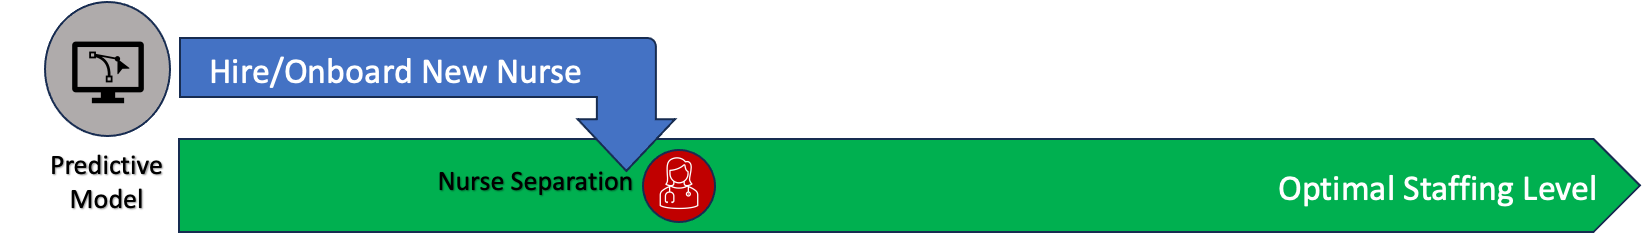 Hire/Onboard New Nurse
Predictive
Model
Nurse Separation
Optimal Staffing Level